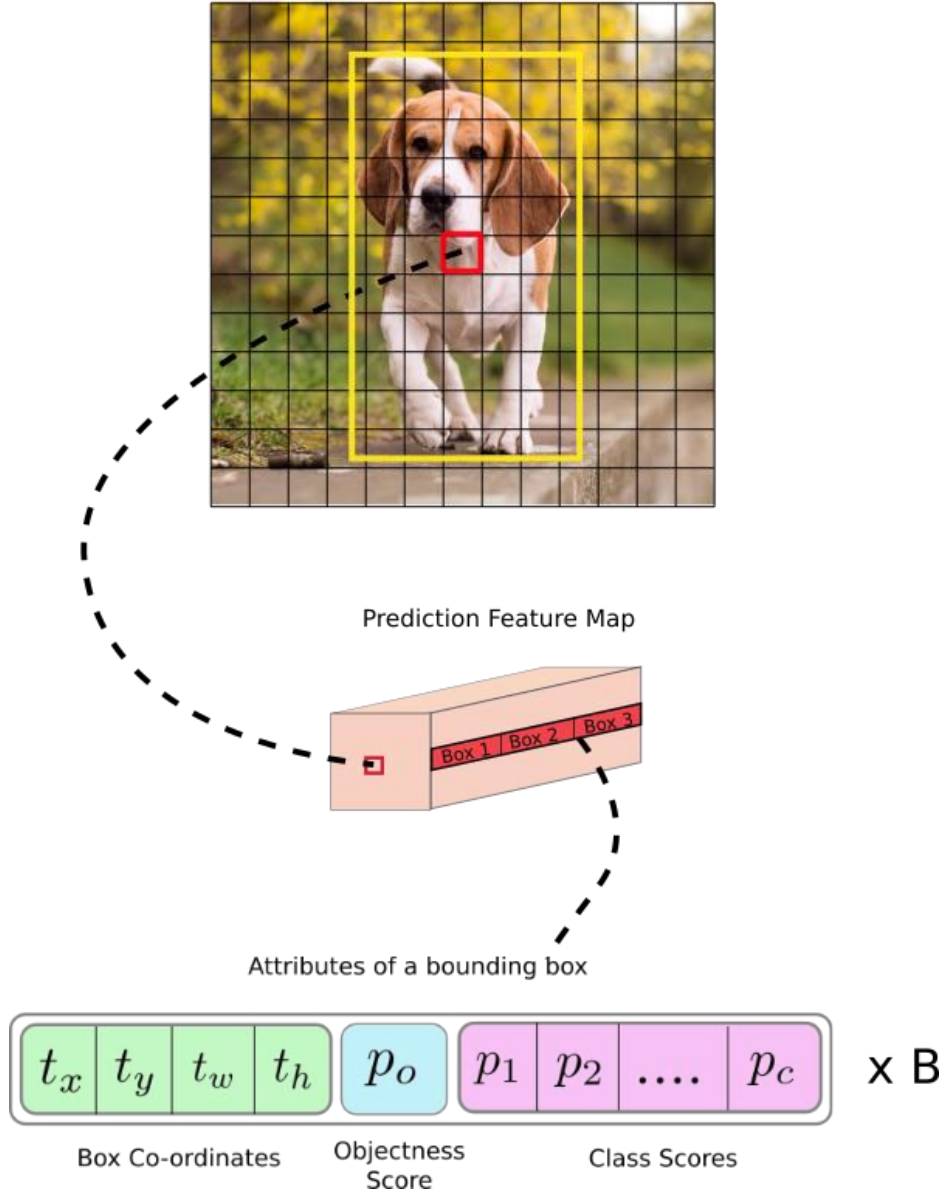 Prediction Feature Map
Box 1 Box 2 Box 3
Attributes of a bounding box
t_x t_y t_w t_h p_o p_1 p_2 .... p_c x B
Box Co-ordinates Objectness Score Class Scores